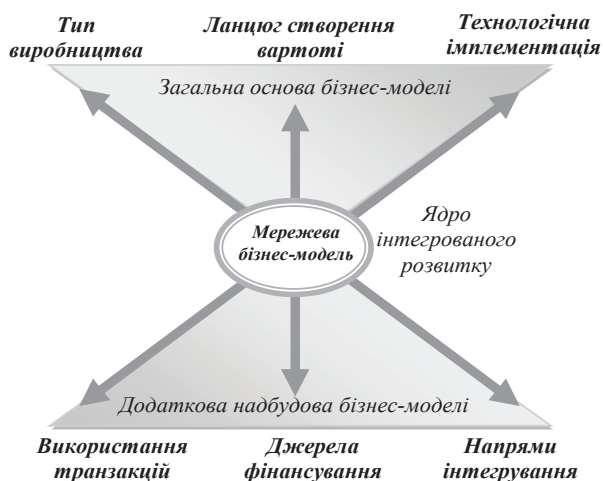 Тип
виробництва
Ланцюг створення
вартоті
Технологічна
імплементація
Загальна основа бізнес-моделі
Мережева
бізнес-модель
Ядро
інтегрованого
розвитку
Додаткова надбудова бізнес-моделі
Використання
транзакцій
Джерела
фінансування
Напрями
інтегрування